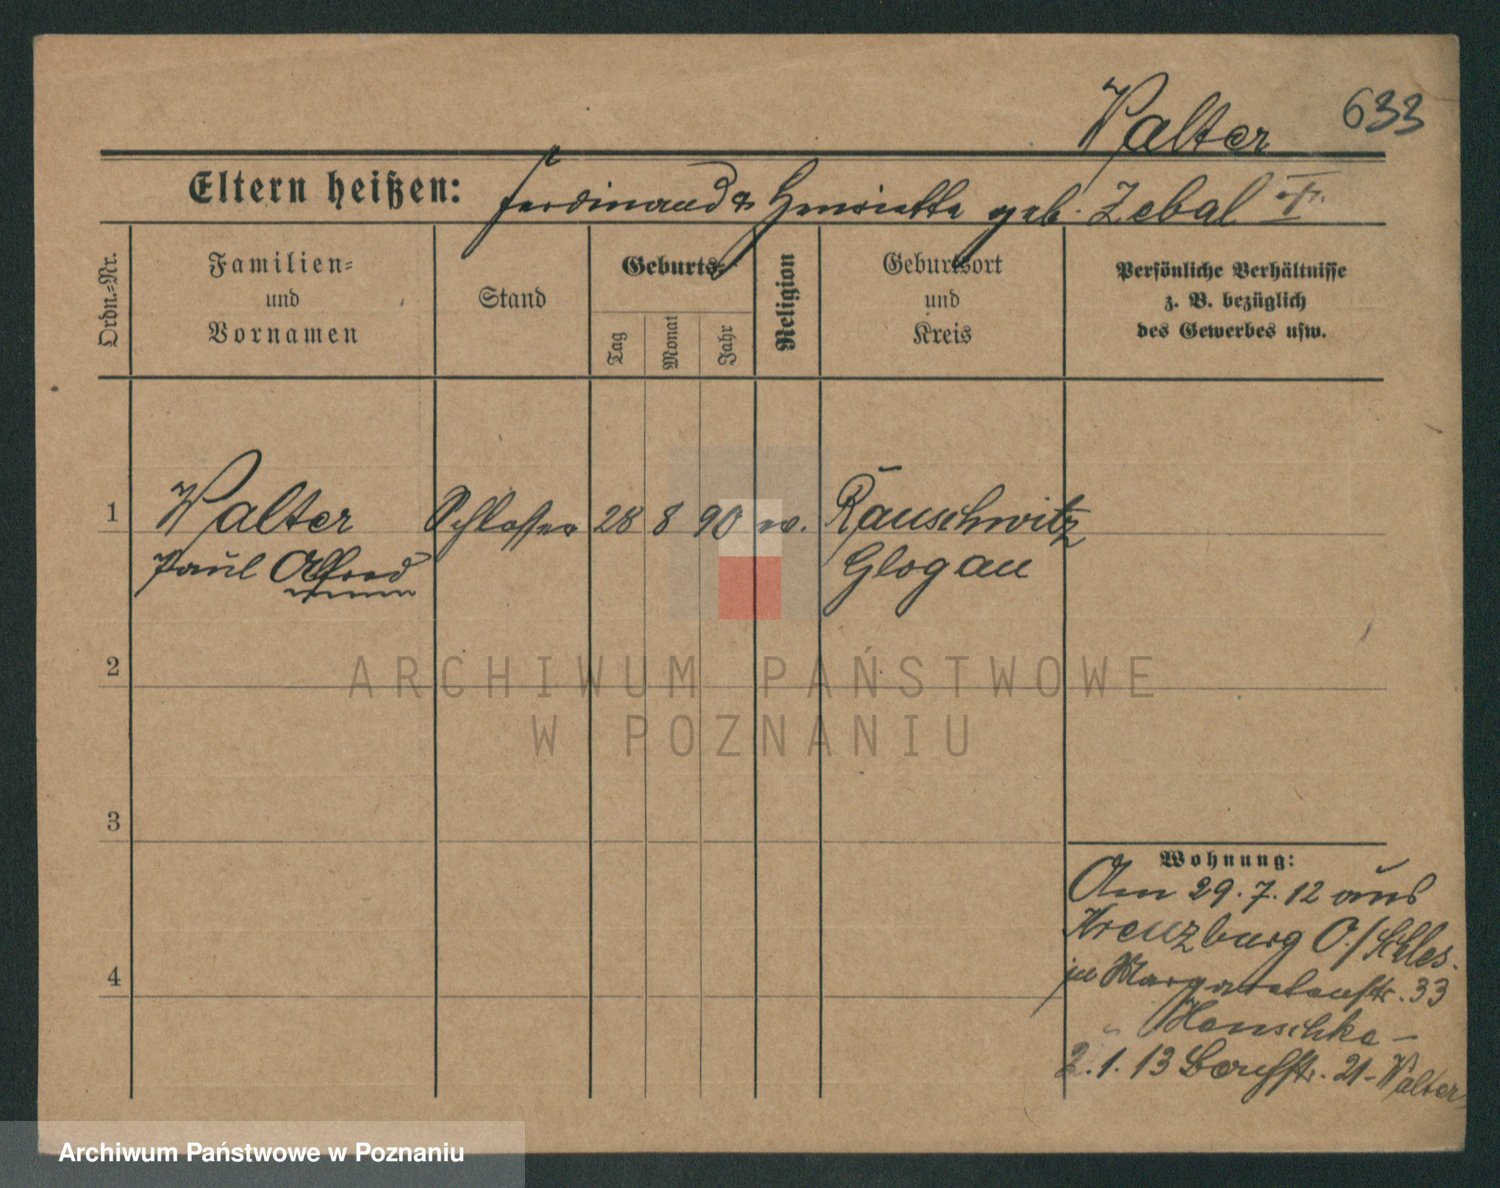 Walter 633
Eltern heißen: Ferdinand & Henriette geb. Zebal
Ordn.-Nr.
Familien-
und
Vornamen
Stand
Geburts-
Tag
Monat
Jahr
Religion
Geburtsort
und
Kreis
Persönliche Verhältnisse
z. B. bezüglich
des Gewerbes usw.
1 Walter Schlosser 28 8 90 Rauschwitz
Paul Alfred Glogau
2
3
4
Wohnung:
Am 29.7.12 aus
Kreuzburg O./Schles.
Margaretenstr. 33
Hanschke -
2.1.13 21 - Walter
ARCHIWUM PAŃSTWOWE
W POZNANIU
Archiwum Państwowe w Poznaniu